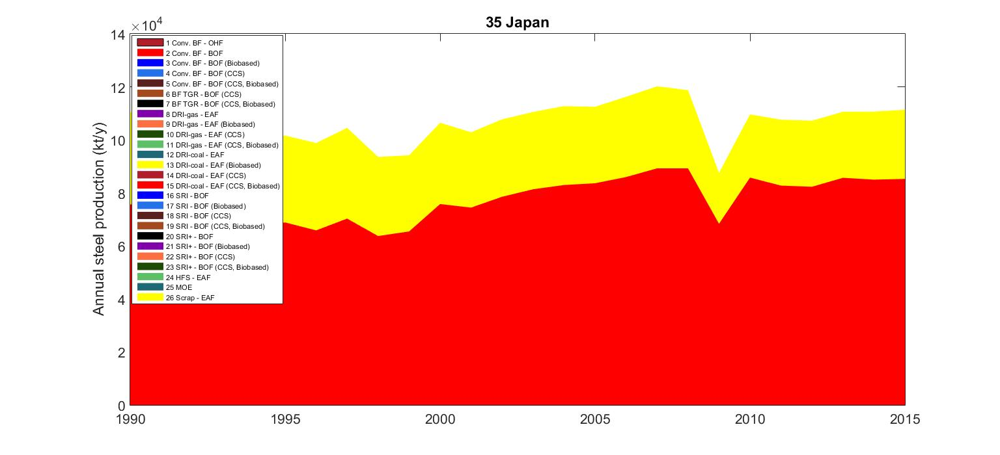 35 Japan
×10⁴
14
12
10
8
6
4
2
0
Annual steel production (kt/y)
1 Conv. BF - OHF
2 Conv. BF - BOF
3 Conv. BF - BOF (Biobased)
4 Conv. BF - BOF (CCS)
5 Conv. BF - BOF (CCS, Biobased)
6 BF TGR - BOF (CCS)
7 BF TGR - BOF (CCS, Biobased)
8 DRI-gas - EAF
9 DRI-gas - EAF (Biobased)
10 DRI-gas - EAF (CCS)
11 DRI-gas - EAF (CCS, Biobased)
12 DRI-coal - EAF
13 DRI-coal - EAF (Biobased)
14 DRI-coal - EAF (CCS)
15 DRI-coal - EAF (CCS, Biobased)
16 SRI - BOF
17 SRI - BOF (Biobased)
18 SRI - BOF (CCS)
19 SRI - BOF (CCS, Biobased)
20 SRI+ - BOF
21 SRI+ - BOF (Biobased)
22 SRI+ - BOF (CCS)
23 SRI+ - BOF (CCS, Biobased)
24 HFS - EAF
25 MOE
26 Scrap - EAF
1990 1995 2000 2005 2010 2015